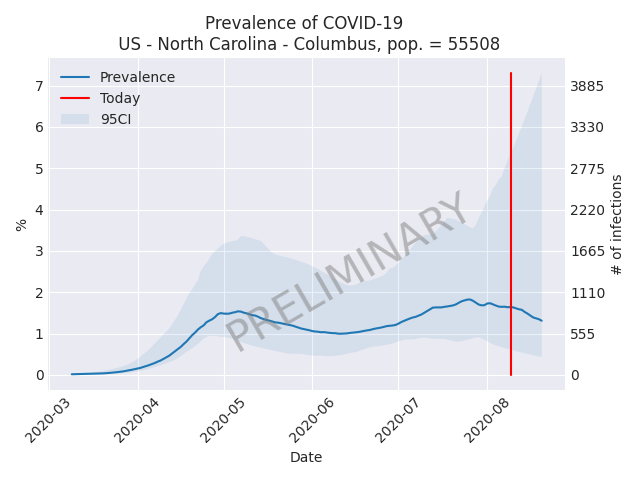 Prevalence of COVID-19
US - North Carolina - Columbus, pop. = 55508
Prevalence
Today
95CI
7
6
5
4
3
2
1
0
%
3885
3330
2775
2220
1665
1110
555
0
# of infections
PRELIMINARY
2020-03
2020-04
2020-05
2020-06
2020-07
2020-08
Date